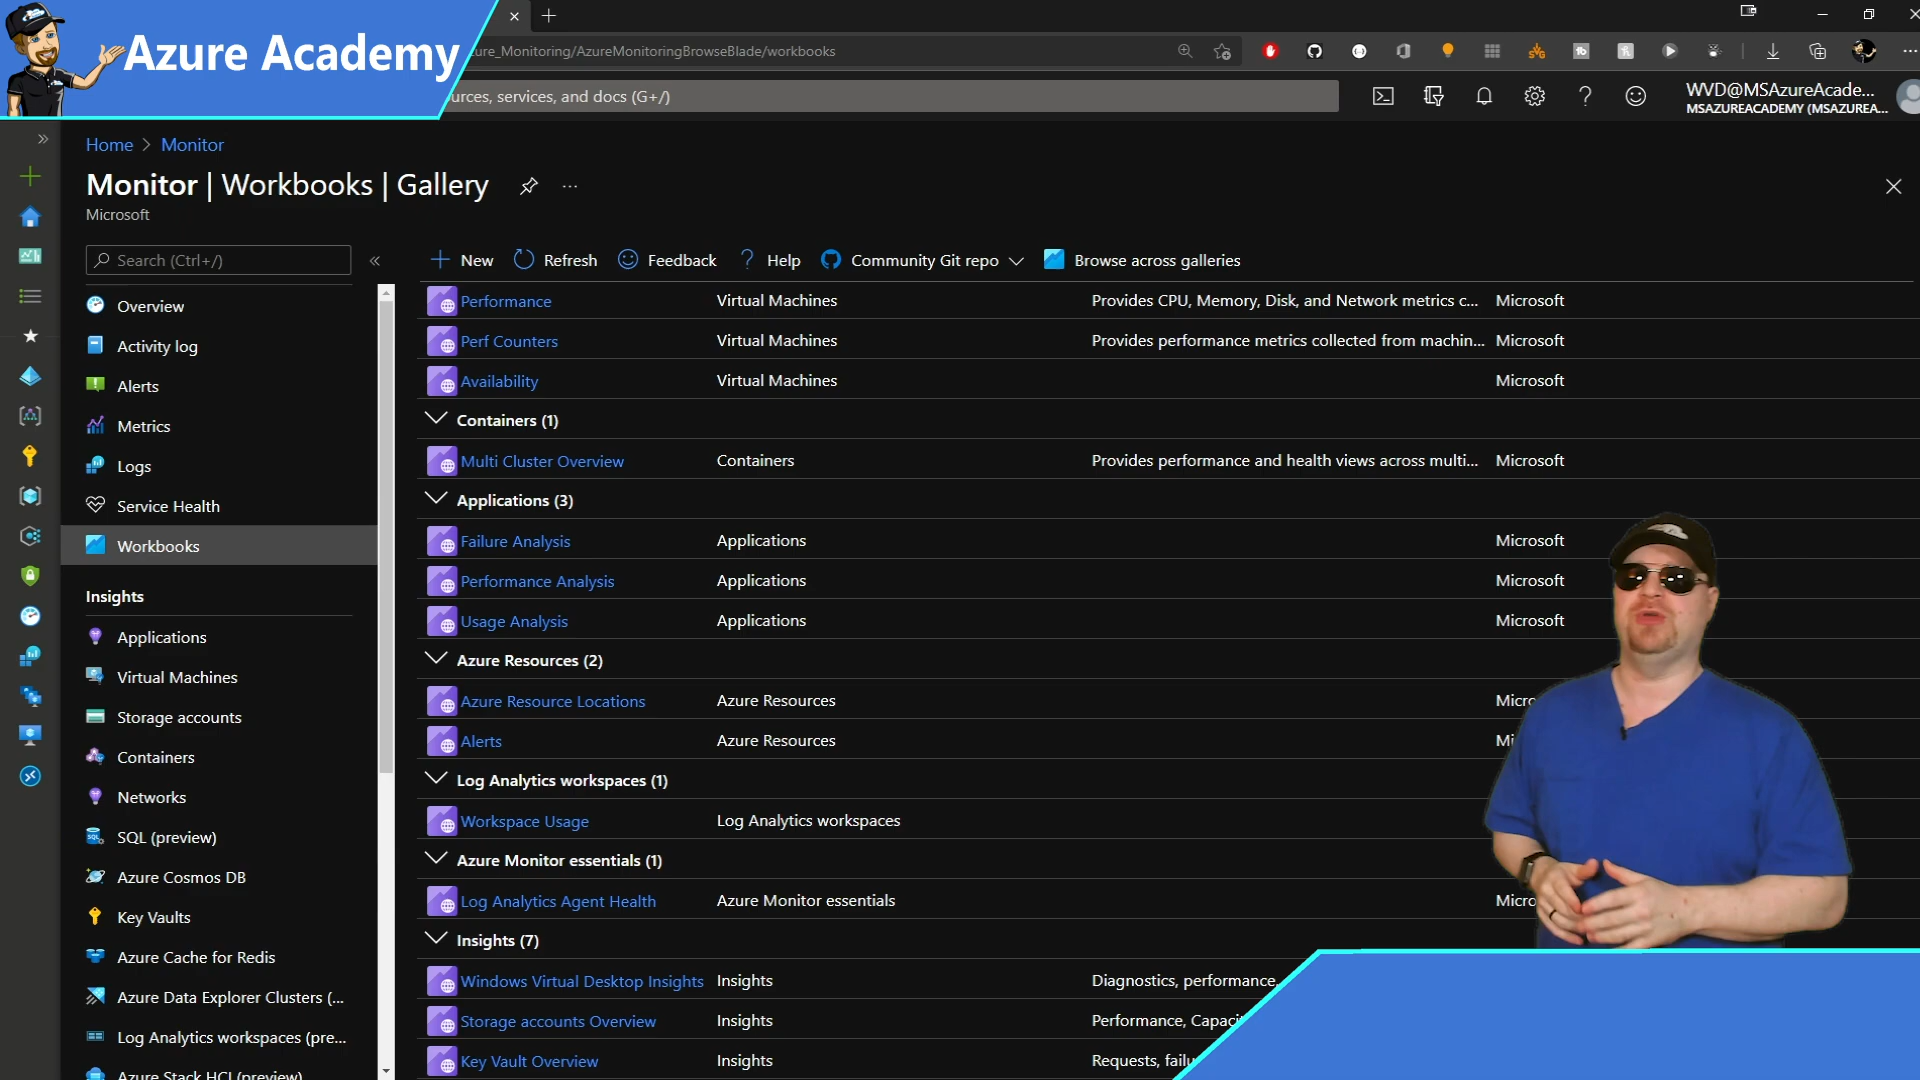 Azure Academy
ure_Monitoring/AzureMonitoringBrowseBlade/workbooks
urces, services, and docs (G+/)
WVD@MSAzureAcade...
MSAZUREACADEMY (MSAZUREA...
Home > Monitor
Monitor | Workbooks | Gallery
Microsoft
Search (Ctrl+/)
New Refresh Feedback Help Community Git repo Browse across galleries
Overview
Activity log
Alerts
Metrics
Logs
Service Health
Workbooks
Insights
Applications
Virtual Machines
Storage accounts
Containers
Networks
SQL (preview)
Azure Cosmos DB
Key Vaults
Azure Cache for Redis
Azure Data Explorer Clusters (...
Log Analytics workspaces (pre...
Azure Stack HCI (preview)
Performance Virtual Machines Provides CPU, Memory, Disk, and Network metrics c... Microsoft
Perf Counters Virtual Machines Provides performance metrics collected from machin... Microsoft
Availability Virtual Machines Microsoft
Containers (1)
Multi Cluster Overview Containers Provides performance and health views across multi... Microsoft
Applications (3)
Failure Analysis Applications Microsoft
Performance Analysis Applications Microsoft
Usage Analysis Applications Microsoft
Azure Resources (2)
Azure Resource Locations Azure Resources Micro
Alerts Azure Resources Mi
Log Analytics workspaces (1)
Workspace Usage Log Analytics workspaces
Azure Monitor essentials (1)
Log Analytics Agent Health Azure Monitor essentials Micro
Insights (7)
Windows Virtual Desktop Insights Insights Diagnostics, performance,
Storage accounts Overview Insights Performance, Capaci
Key Vault Overview Insights Requests, failu